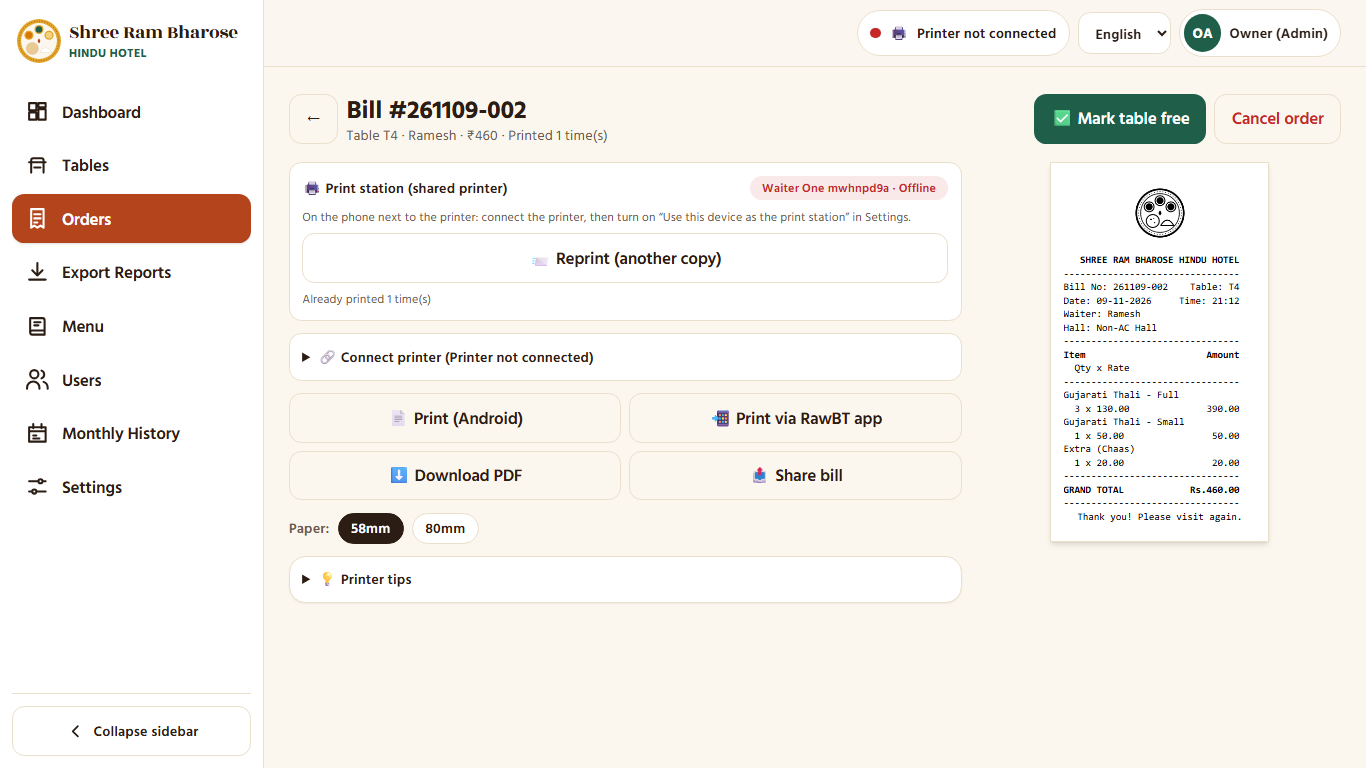 Shree Ram Bharose
HINDU HOTEL
Dashboard
Tables
Orders
Export Reports
Menu
Users
Monthly History
Settings
Collapse sidebar
Printer not connected
English
OA
Owner (Admin)
←
Bill #261109-002
Table T4 · Ramesh · ₹460 · Printed 1 time(s)
Mark table free
Cancel order
Print station (shared printer)
Waiter One mwhnpd9a · Offline
On the phone next to the printer: connect the printer, then turn on “Use this device as the print station” in Settings.
Reprint (another copy)
Already printed 1 time(s)
Connect printer (Printer not connected)
Print (Android)
Print via RawBT app
Download PDF
Share bill
Paper:
58mm
80mm
Printer tips
SHREE RAM BHAROSE HINDU HOTEL
--------------------------------
Bill No: 261109-002 Table: T4
Date: 09-11-2026 Time: 21:12
Waiter: Ramesh
Hall: Non-AC Hall
--------------------------------
Item Amount
Qty x Rate
--------------------------------
Gujarati Thali - Full
3 x 130.00 390.00
Gujarati Thali - Small
1 x 50.00 50.00
Extra (Chaas)
1 x 20.00 20.00
--------------------------------
GRAND TOTAL Rs.460.00
--------------------------------
Thank you! Please visit again.